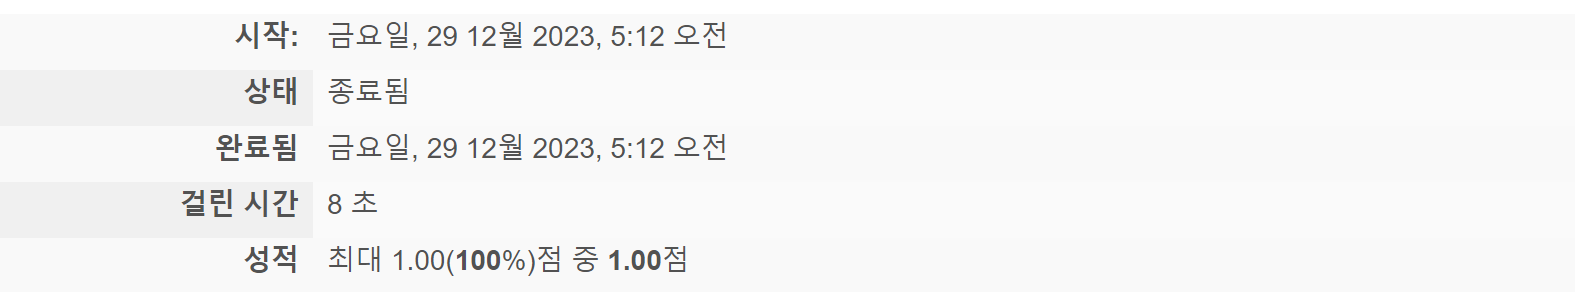 시작: 금요일, 29 12월 2023, 5:12 오전
상태 종료됨
완료됨 금요일, 29 12월 2023, 5:12 오전
걸린 시간 8 초
성적 최대 1.00(100%)점 중 1.00점